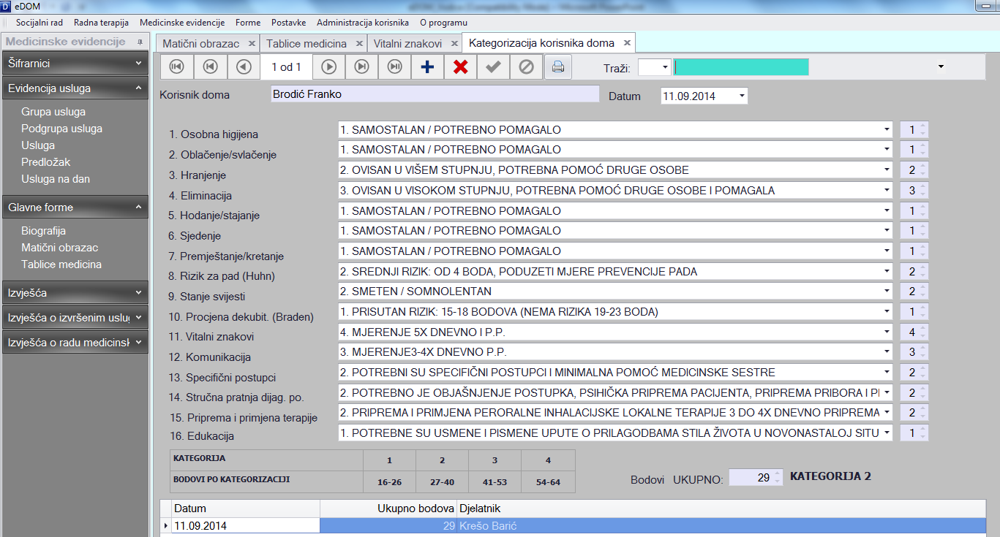 eDOM
Socijalni rad Radna terapija Medicinske evidencije Forme Postavke Administracija korisnika O programu
Medicinske evidencije
Matični obrazac Tablice medicina Vitalni znakovi Kategorizacija korisnika doma
Šifrarnici
Evidencija usluga
Grupa usluga
Podgrupa usluga
Usluga
Predložak
Usluga na dan
Glavne forme
Biografija
Matični obrazac
Tablice medicina
Izvješća
Izvješća o izvršenim uslu
Izvješća o radu medicinsk
1 od 1 Traži:
Korisnik doma Brodić Franko Datum 11.09.2014
1. Osobna higijena 1. SAMOSTALAN / POTREBNO POMAGALO 1
2. Oblačenje/svlačenje 1. SAMOSTALAN / POTREBNO POMAGALO 1
3. Hranjenje 2. OVISAN U VIŠEM STUPNJU, POTREBNA POMOĆ DRUGE OSOBE 2
4. Eliminacija 3. OVISAN U VISOKOM STUPNJU, POTREBNA POMOĆ DRUGE OSOBE I POMAGALA 3
5. Hodanje/stajanje 1. SAMOSTALAN / POTREBNO POMAGALO 1
6. Sjedenje 1. SAMOSTALAN / POTREBNO POMAGALO 1
7. Premještanje/kretanje 1. SAMOSTALAN / POTREBNO POMAGALO 1
8. Rizik za pad (Huhn) 2. SREDNJI RIZIK: OD 4 BODA, PODUZETI MJERE PREVENCIJE PADA 2
9. Stanje svijesti 2. SMETEN / SOMNOLENTAN 2
10. Procjena dekubit. (Braden) 1. PRISUTAN RIZIK: 15-18 BODOVA (NEMA RIZIKA 19-23 BODA) 1
11. Vitalni znakovi 4. MJERENJE 5X DNEVNO I P.P. 4
12. Komunikacija 3. MJERENJE3-4X DNEVNO P.P. 3
13. Specifični postupci 2. POTREBNI SU SPECIFIČNI POSTUPCI I MINIMALNA POMOĆ MEDICINSKE SESTRE 2
14. Stručna pratnja dijag. po. 2. POTREBNO JE OBJAŠNJENJE POSTUPKA, PSIHIČKA PRIPREMA PACIJENTA, PRIPREMA PRIBORA I 2
15. Priprema i primjena terapije 2. PRIPREMA I PRIMJENA PERORALNE INHALACIJSKE LOKALNE TERAPIJE 3 DO 4X DNEVNO PRIPREMA 2
16. Edukacija 1. POTREBNE SU USMENE I PISMENE UPUTE O PRILAGODBAMA STILA ŽIVOTA U NOVONASTALOJ SITU 1
KATEGORIJA 1 2 3 4
BODOVI PO KATEGORIZACIJI 16-26 27-40 41-53 54-64
Bodovi UKUPNO: 29 KATEGORIJA 2
Datum Ukupno bodova Djelatnik
11.09.2014 29 Krešo Barić